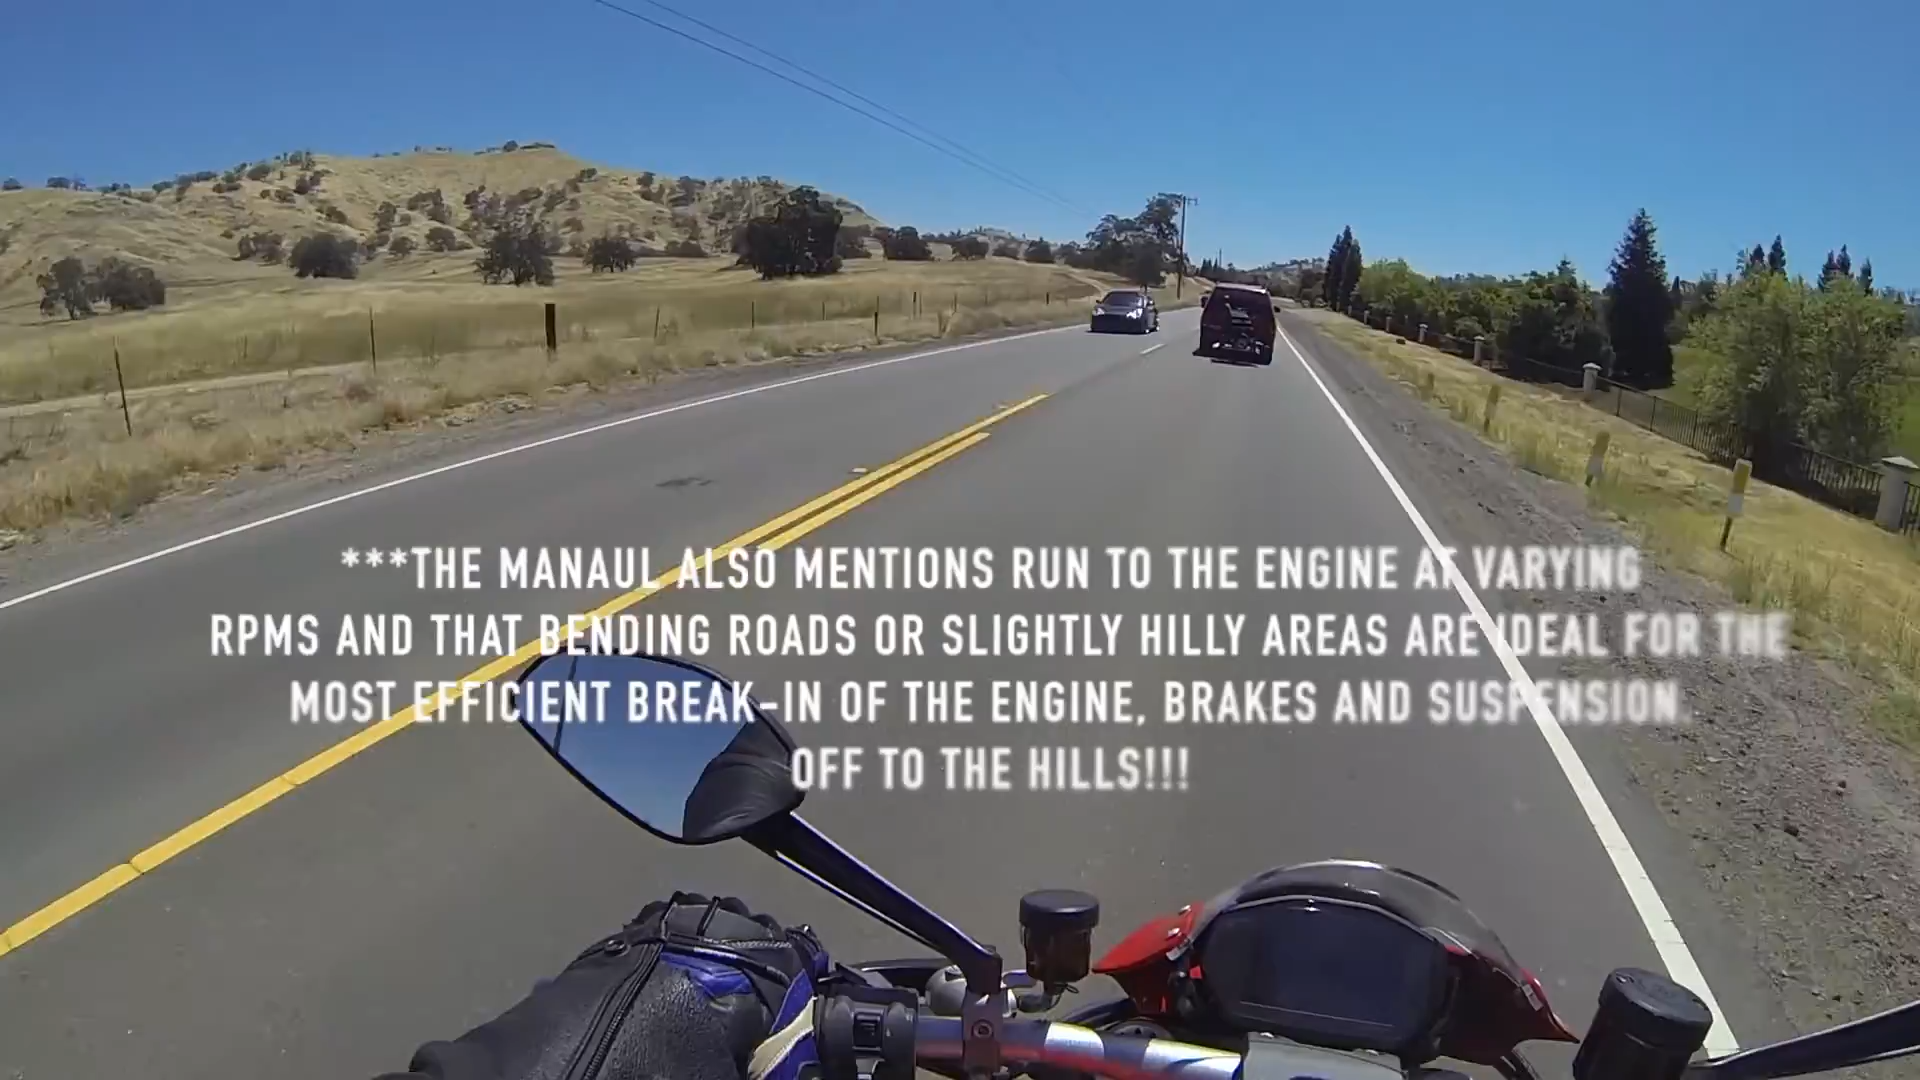 ***THE MANAUL ALSO MENTIONS RUN TO THE ENGINE AT VARYING
RPMS AND THAT BENDING ROADS OR SLIGHTLY HILLY AREAS ARE IDEAL FOR THE
MOST EFFICIENT BREAK-IN OF THE ENGINE, BRAKES AND SUSPENSION.
OFF TO THE HILLS!!!